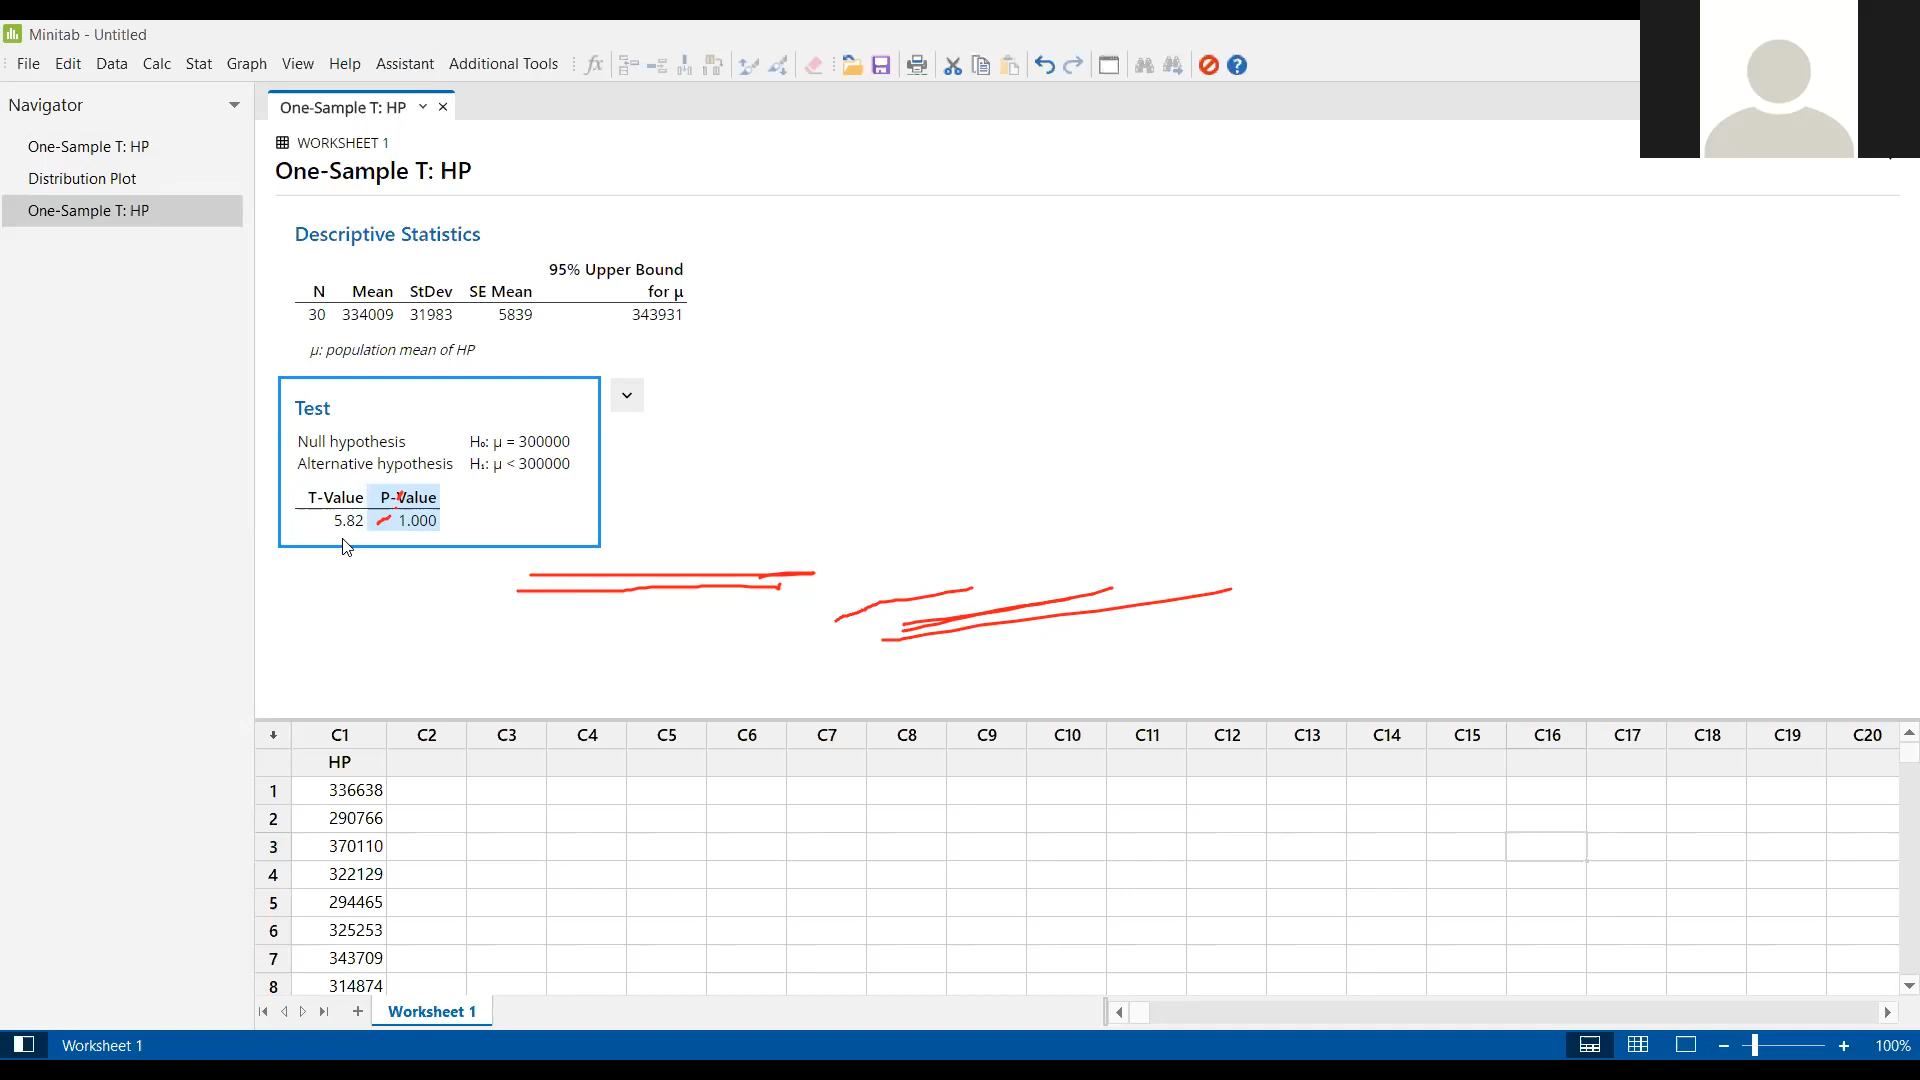 Minitab - Untitled
File Edit Data Calc Stat Graph View Help Assistant Additional Tools fx
Navigator
One-Sample T: HP
Distribution Plot
One-Sample T: HP
One-Sample T: HP
WORKSHEET 1
One-Sample T: HP
Descriptive Statistics
95% Upper Bound
N Mean StDev SE Mean for μ
30 334009 31983 5839 343931
μ: population mean of HP
Test
Null hypothesis H₀: μ = 300000
Alternative hypothesis H₁: μ < 300000
T-Value P-Value
5.82 1.000
C1 C2 C3 C4 C5 C6 C7 C8 C9 C10 C11 C12 C13 C14 C15 C16 C17 C18 C19 C20
HP
1 336638
2 290766
3 370110
4 322129
5 294465
6 325253
7 343709
8 314874
Worksheet 1
Worksheet 1 100%